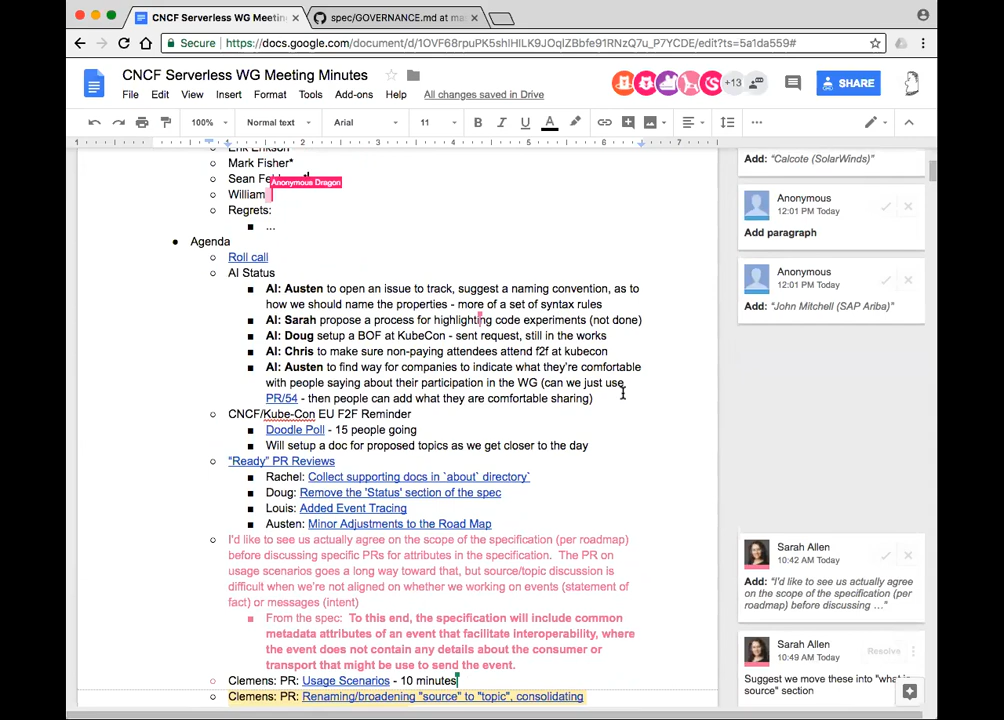 CNCF Serverless WG Meetin
spec/GOVERNANCE.md at ma
Secure
https://docs.google.com/document/d/1OVF68rpuPK5shIHILK9JOqlZBbfe91RNzQ7u_P7YCDE/edit?ts=5a1da559#
CNCF Serverless WG Meeting Minutes
File Edit View Insert Format Tools Add-ons Help All changes saved in Drive
+13
SHARE
100% Normal text Arial 11 B I U A
1 1 2 3 4 5 6 7
Erik Erikson
Mark Fisher*
Sean Fe
Anonymous Dragon
William
Regrets:
...
Agenda
Roll call
AI Status
AI: Austen to open an issue to track, suggest a naming convention, as to
how we should name the properties - more of a set of syntax rules
AI: Sarah propose a process for highlighting code experiments (not done)
AI: Doug setup a BOF at KubeCon - sent request, still in the works
AI: Chris to make sure non-paying attendees attend f2f at kubecon
AI: Austen to find way for companies to indicate what they're comfortable
with people saying about their participation in the WG (can we just use
PR/54 - then people can add what they are comfortable sharing)
CNCF/Kube-Con EU F2F Reminder
Doodle Poll - 15 people going
Will setup a doc for proposed topics as we get closer to the day
“Ready” PR Reviews
Rachel: Collect supporting docs in `about` directory`
Doug: Remove the 'Status' section of the spec
Louis: Added Event Tracing
Austen: Minor Adjustments to the Road Map
I'd like to see us actually agree on the scope of the specification (per roadmap)
before discussing specific PRs for attributes in the specification. The PR on
usage scenarios goes a long way toward that, but source/topic discussion is
difficult when we're not aligned on whether we working on events (statement of
fact) or messages (intent)
From the spec: To this end, the specification will include common
metadata attributes of an event that facilitate interoperability, where
the event does not contain any details about the consumer or
transport that might be use to send the event.
Clemens: PR: Usage Scenarios - 10 minutes
Clemens: PR: Renaming/broadening "source" to "topic", consolidating
Add: “Calcote (SolarWinds)”
Anonymous
12:01 PM Today
Add paragraph
Anonymous
12:01 PM Today
Add: “John Mitchell (SAP Ariba)”
Sarah Allen
10:42 AM Today
Add: “I'd like to see us actually agree
on the scope of the specification (per
roadmap) before discussing ...”
Sarah Allen
10:49 AM Today
Resolve
Suggest we move these into "what is
source" section